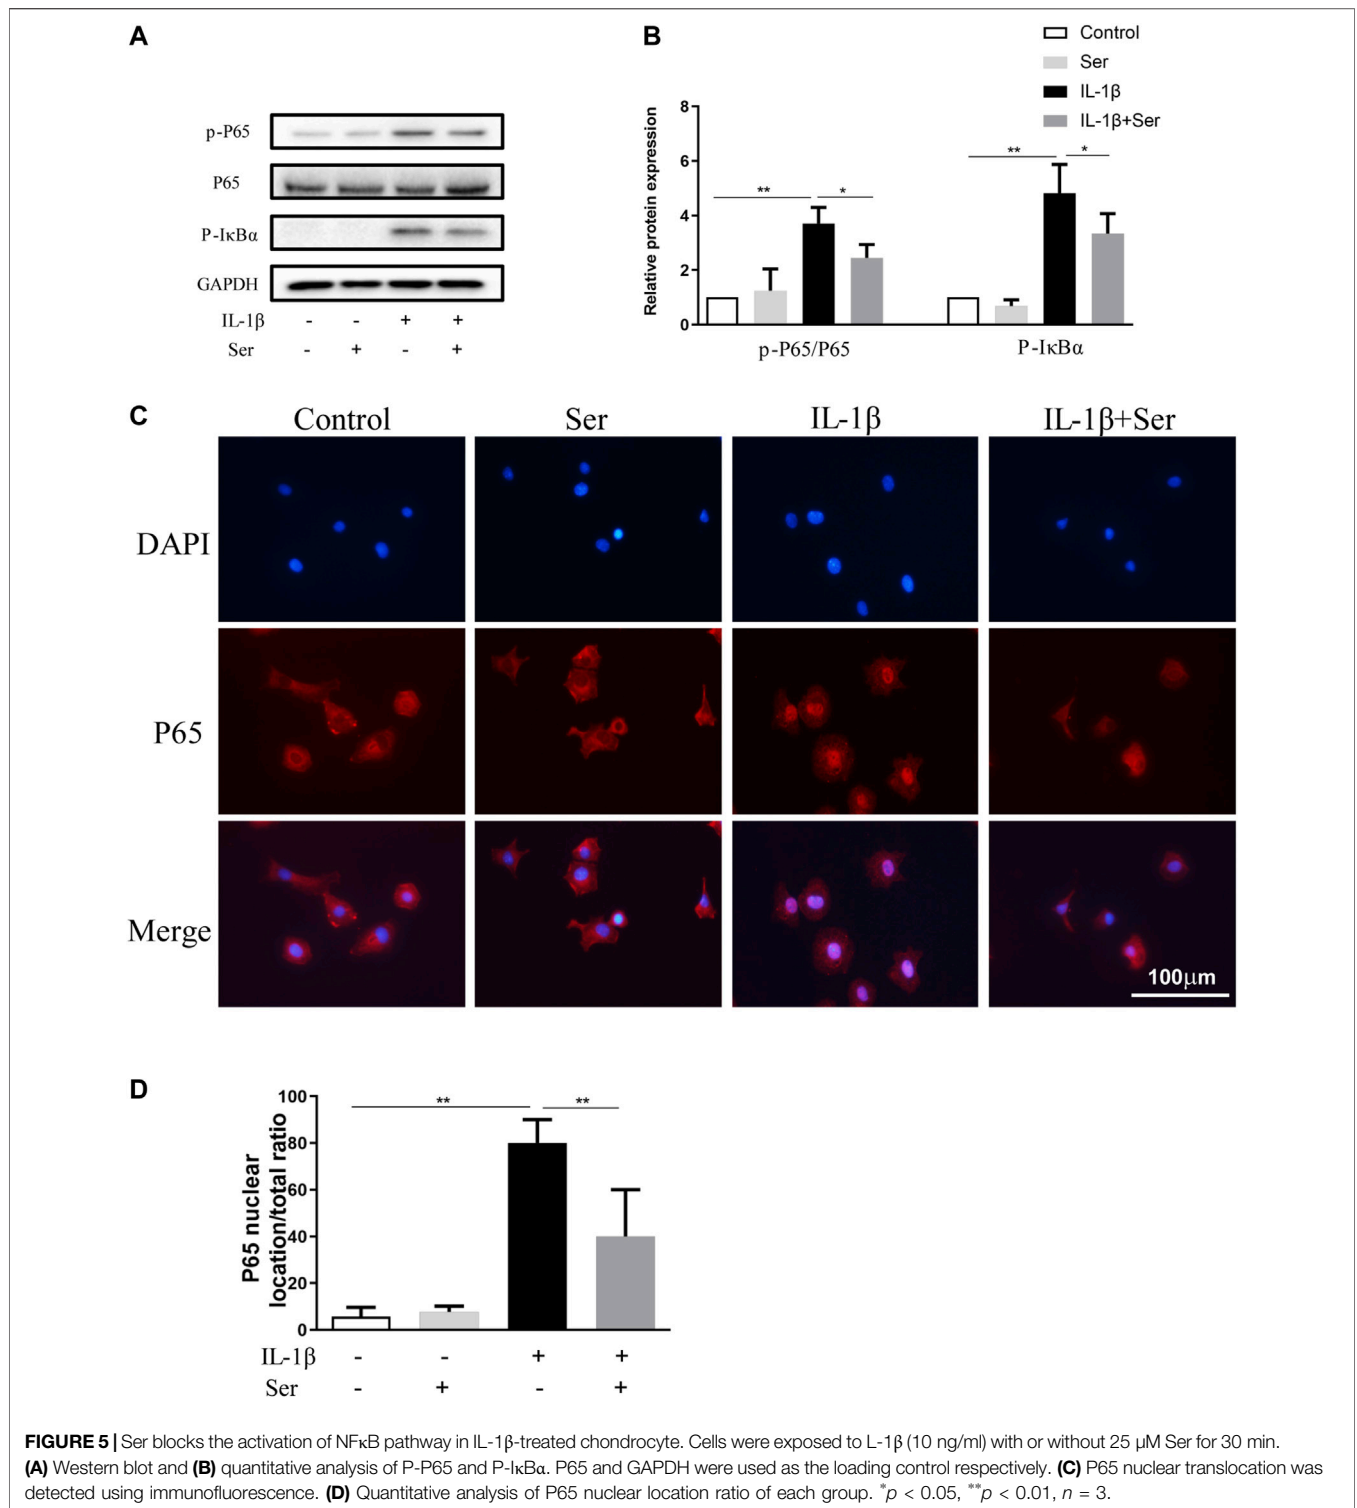 A
p-P65
P65
P-IκBα
GAPDH
IL-1β - - + +
Ser - + - +
B
Control
Ser
IL-1β
IL-1β+Ser
Relative protein expression
8
6
4
2
0
** * ** *
p-P65/P65 P-IκBα
C
Control Ser IL-1β IL-1β+Ser
DAPI
P65
Merge
100μm
D
P65 nuclear
location/total ratio
100
80
60
40
20
0
** **
IL-1β - - + +
Ser - + - +
FIGURE 5 | Ser blocks the activation of NFκB pathway in IL-1β-treated chondrocyte. Cells were exposed to L-1β (10 ng/ml) with or without 25 μM Ser for 30 min.
(A) Western blot and (B) quantitative analysis of P-P65 and P-IκBα. P65 and GAPDH were used as the loading control respectively. (C) P65 nuclear translocation was
detected using immunofluorescence. (D) Quantitative analysis of P65 nuclear location ratio of each group. *p < 0.05, **p < 0.01, n = 3.